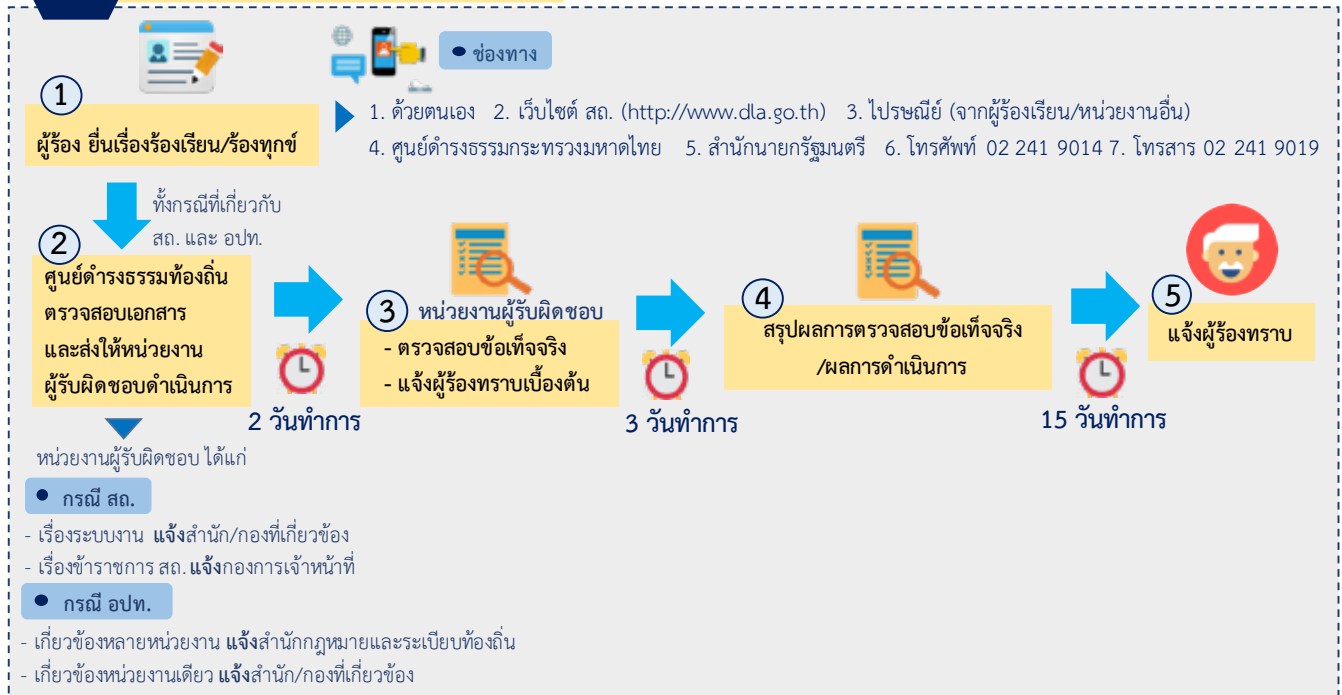 ● ช่องทาง
1
ผู้ร้อง ยื่นเรื่องร้องเรียน/ร้องทุกข์
1. ด้วยตนเอง 2. เว็บไซต์ สถ. (http://www.dla.go.th) 3. ไปรษณีย์ (จากผู้ร้องเรียน/หน่วยงานอื่น)
4. ศูนย์ดำรงธรรมกระทรวงมหาดไทย 5. สำนักนายกรัฐมนตรี 6. โทรศัพท์ 02 241 9014 7. โทรสาร 02 241 9019
ทั้งกรณีที่เกี่ยวกับ
สถ. และ อปท.
2
ศูนย์ดำรงธรรมท้องถิ่น
ตรวจสอบเอกสาร
และส่งให้หน่วยงาน
ผู้รับผิดชอบดำเนินการ
2 วันทำการ
3 หน่วยงานผู้รับผิดชอบ
- ตรวจสอบข้อเท็จจริง
- แจ้งผู้ร้องทราบเบื้องต้น
3 วันทำการ
4
สรุปผลการตรวจสอบข้อเท็จจริง
/ผลการดำเนินการ
15 วันทำการ
5
แจ้งผู้ร้องทราบ
หน่วยงานผู้รับผิดชอบ ได้แก่
● กรณี สถ.
- เรื่องระบบงาน แจ้งสำนัก/กองที่เกี่ยวข้อง
- เรื่องข้าราชการ สถ. แจ้งกองการเจ้าหน้าที่
● กรณี อปท.
- เกี่ยวข้องหลายหน่วยงาน แจ้งสำนักกฎหมายและระเบียบท้องถิ่น
- เกี่ยวข้องหน่วยงานเดียว แจ้งสำนัก/กองที่เกี่ยวข้อง